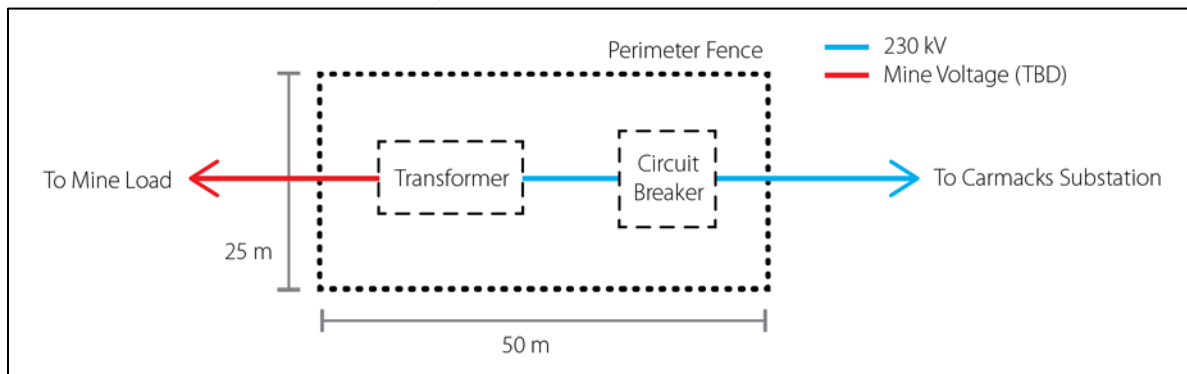 Perimeter Fence
230 kV
Mine Voltage (TBD)
To Mine Load
Transformer
Circuit
Breaker
To Carmacks Substation
25 m
50 m